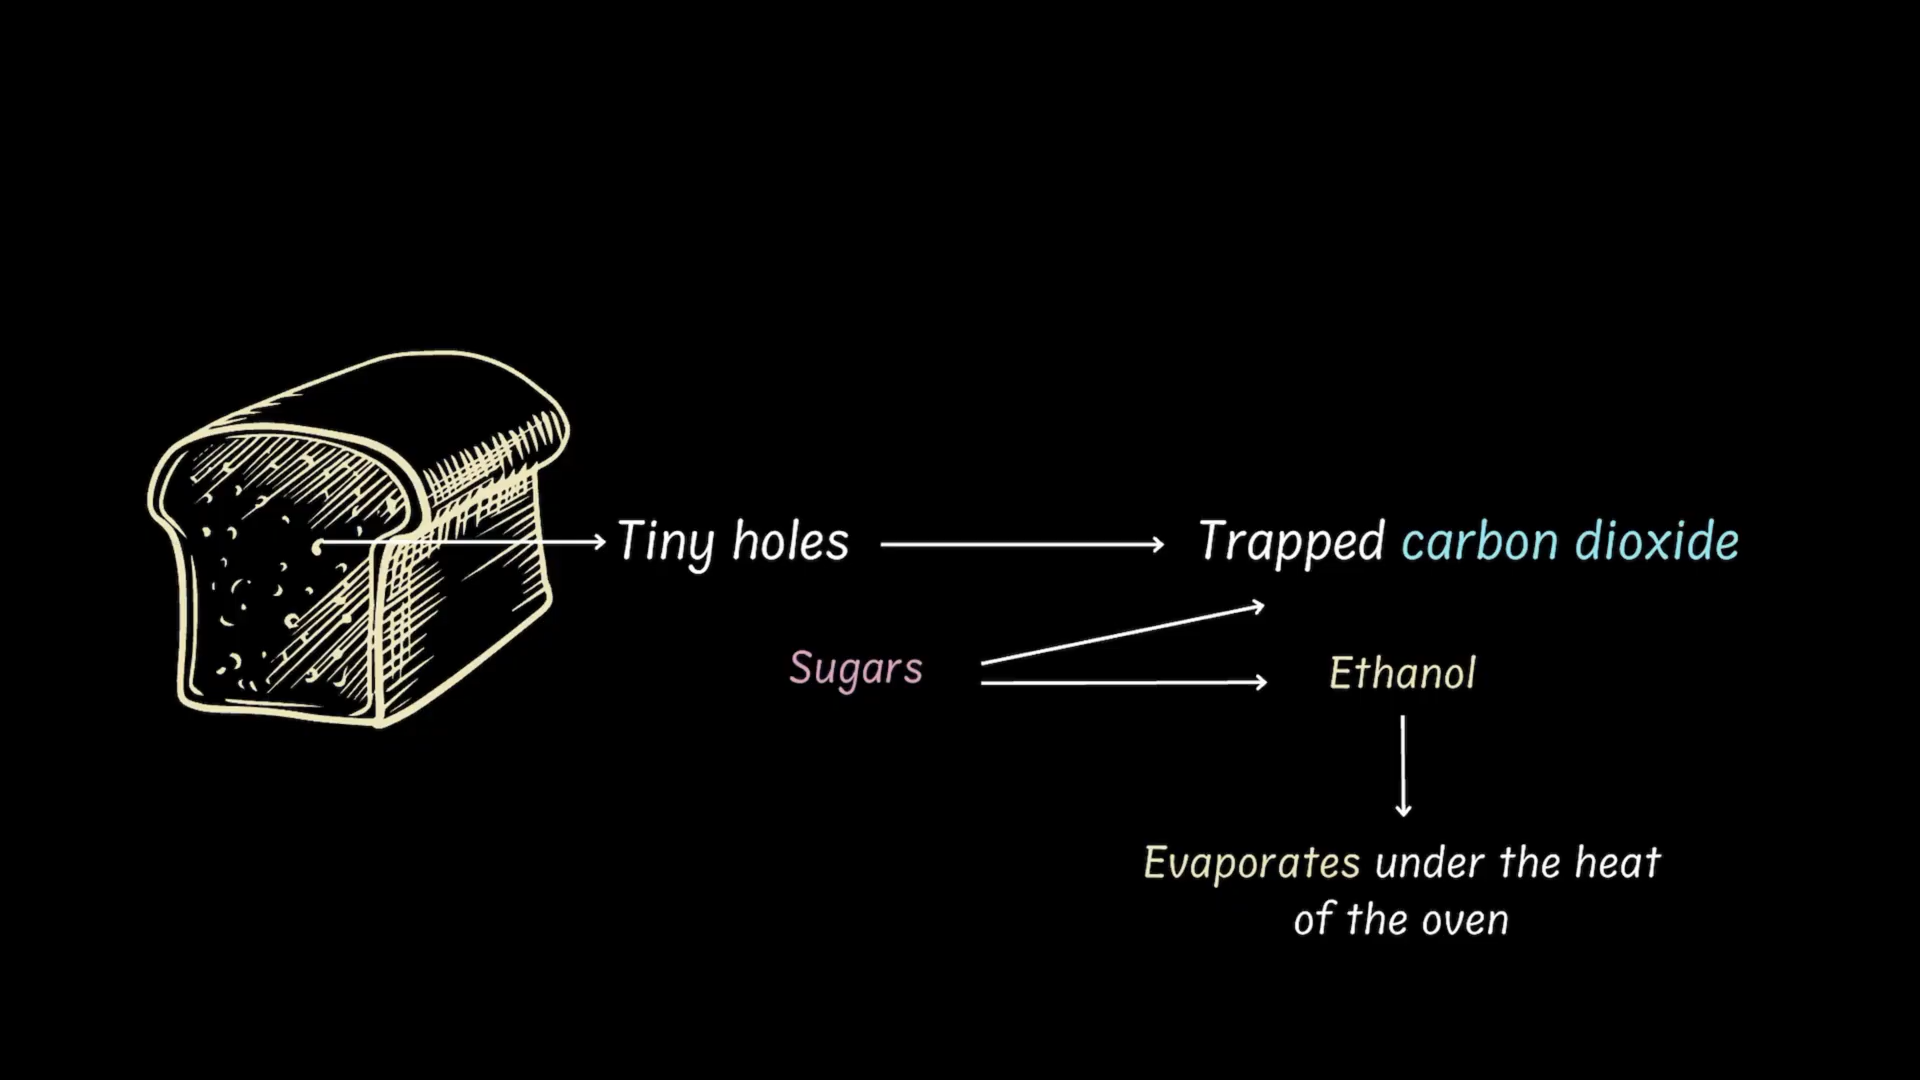 Tiny holes
Trapped carbon dioxide
Sugars
Ethanol
Evaporates under the heat
of the oven